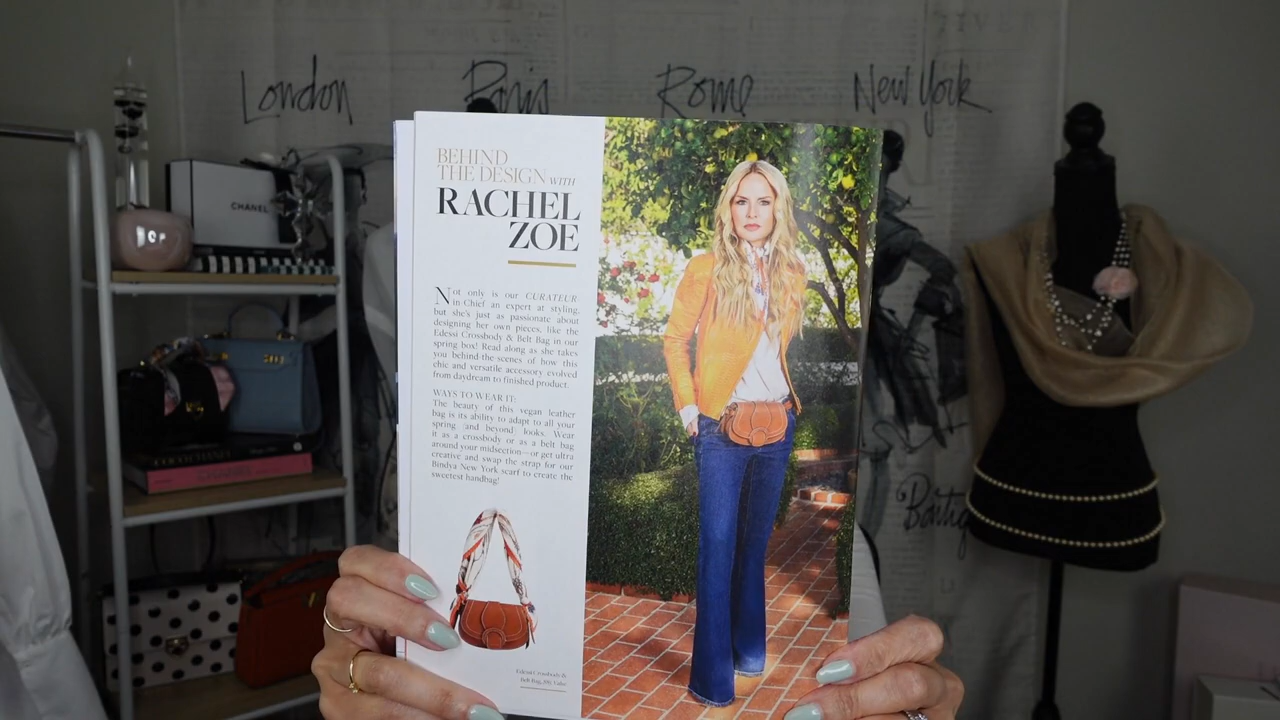 London Paris Rome New York
CHANEL
BEHIND
THE DESIGN WITH
RACHEL
ZOE
Not only is our CURATEUR
in Chief an expert at styling,
but she's just as passionate about
designing her own pieces, like the
Edessi Crossbody & Belt Bag in our
spring box! Read along as she takes
you behind-the-scenes of how this
chic and versatile accessory evolved
from daydream to finished product.
WAYS TO WEAR IT:
The beauty of this vegan leather
bag is its ability to adapt to all your
spring and beyond looks. Wear
it as a crossbody or as a belt bag
around your midsection—or get ultra
creative and swap the strap for our
Bindya New York scarf to create the
sweetest handbag!
Edessi Crossbody &
Belt Bag, Value
COCO CHANEL
CHANEL